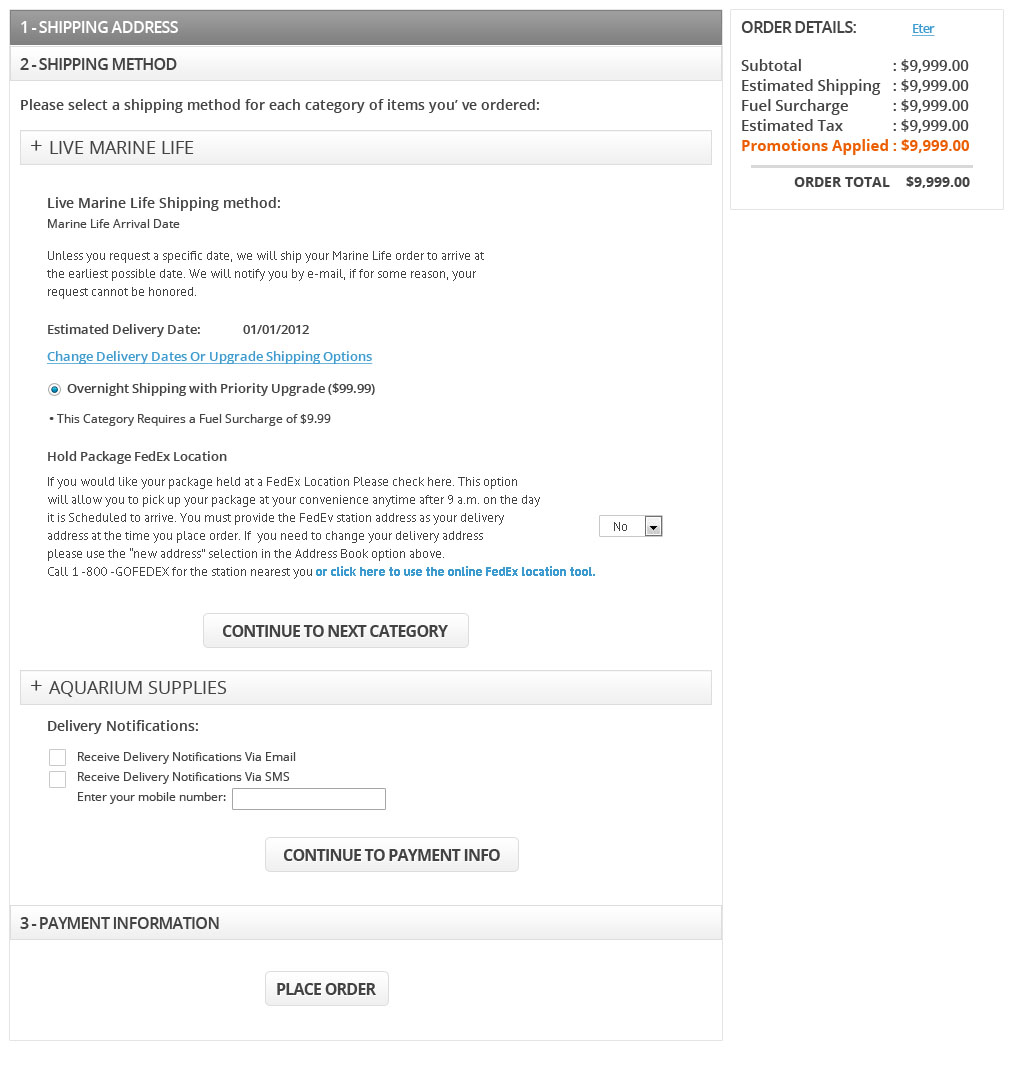 1 - SHIPPING ADDRESS
2 - SHIPPING METHOD
Please select a shipping method for each category of items you’ ve ordered:
+ LIVE MARINE LIFE
Live Marine Life Shipping method:
Marine Life Arrival Date
Unless you request a specific date, we will ship your Marine Life order to arrive at
the earliest possible date. We will notify you by e-mail, if for some reason, your
request cannot be honored.
Estimated Delivery Date: 01/01/2012
Change Delivery Dates Or Upgrade Shipping Options
Overnight Shipping with Priority Upgrade ($99.99)
• This Category Requires a Fuel Surcharge of $9.99
Hold Package FedEx Location
If you would like your package held at a FedEx Location Please check here. This option
will allow you to pick up your package at your convenience anytime after 9 a.m. on the day
it is Scheduled to arrive. You must provide the FedEv station address as your delivery
address at the time you place order. If you need to change your delivery address
please use the "new address" selection in the Address Book option above.
Call 1 -800 -GOFEDEX for the station nearest you or click here to use the online FedEx location tool.
No
CONTINUE TO NEXT CATEGORY
+ AQUARIUM SUPPLIES
Delivery Notifications:
Receive Delivery Notifications Via Email
Receive Delivery Notifications Via SMS
Enter your mobile number:
CONTINUE TO PAYMENT INFO
3 - PAYMENT INFORMATION
PLACE ORDER
ORDER DETAILS: Eter
Subtotal : $9,999.00
Estimated Shipping : $9,999.00
Fuel Surcharge : $9,999.00
Estimated Tax : $9,999.00
Promotions Applied : $9,999.00
ORDER TOTAL $9,999.00